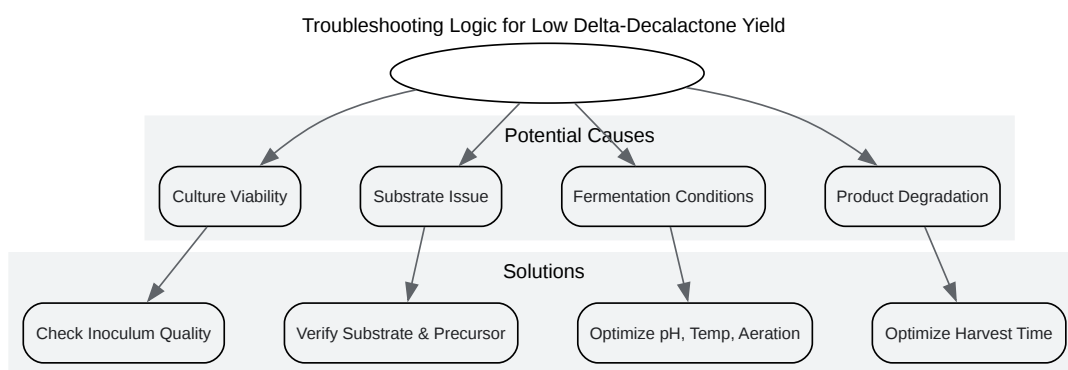 Troubleshooting Logic for Low Delta-Decalactone Yield
Potential Causes
Culture Viability
Substrate Issue
Fermentation Conditions
Product Degradation
Solutions
Check Inoculum Quality
Verify Substrate & Precursor
Optimize pH, Temp, Aeration
Optimize Harvest Time